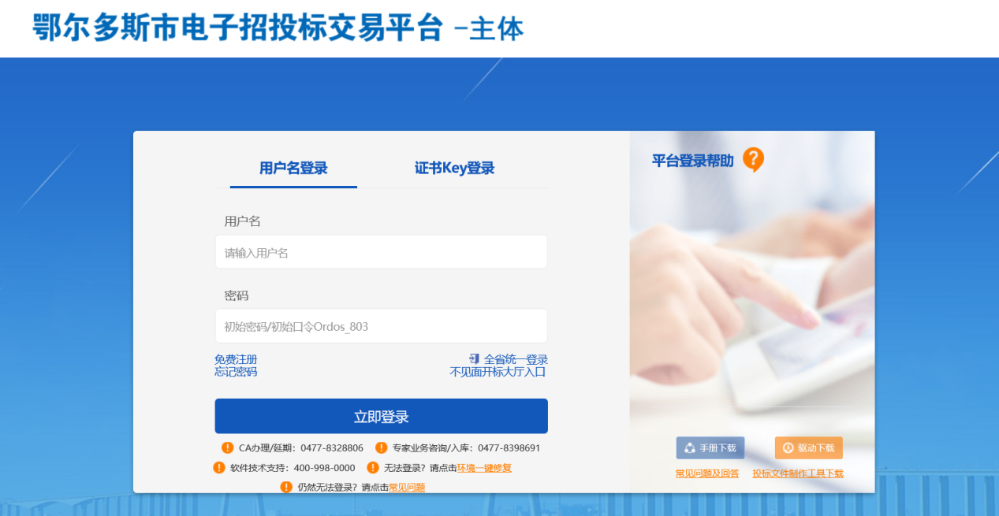 鄂尔多斯市电子招投标交易平台 -主体
用户名登录 证书Key登录
用户名
请输入用户名
密码
初始密码/初始口令Ordos_803
免费注册 全省统一登录
忘记密码 不见面开标大厅入口
立即登录
CA办理/延期：0477-8328806 专家业务咨询/入库：0477-8398691
软件技术支持：400-998-0000 无法登录？请点击环境一键修复
仍然无法登录？请点击常见问题
平台登录帮助
手册下载 驱动下载
常见问题及回答 投标文件制作工具下载